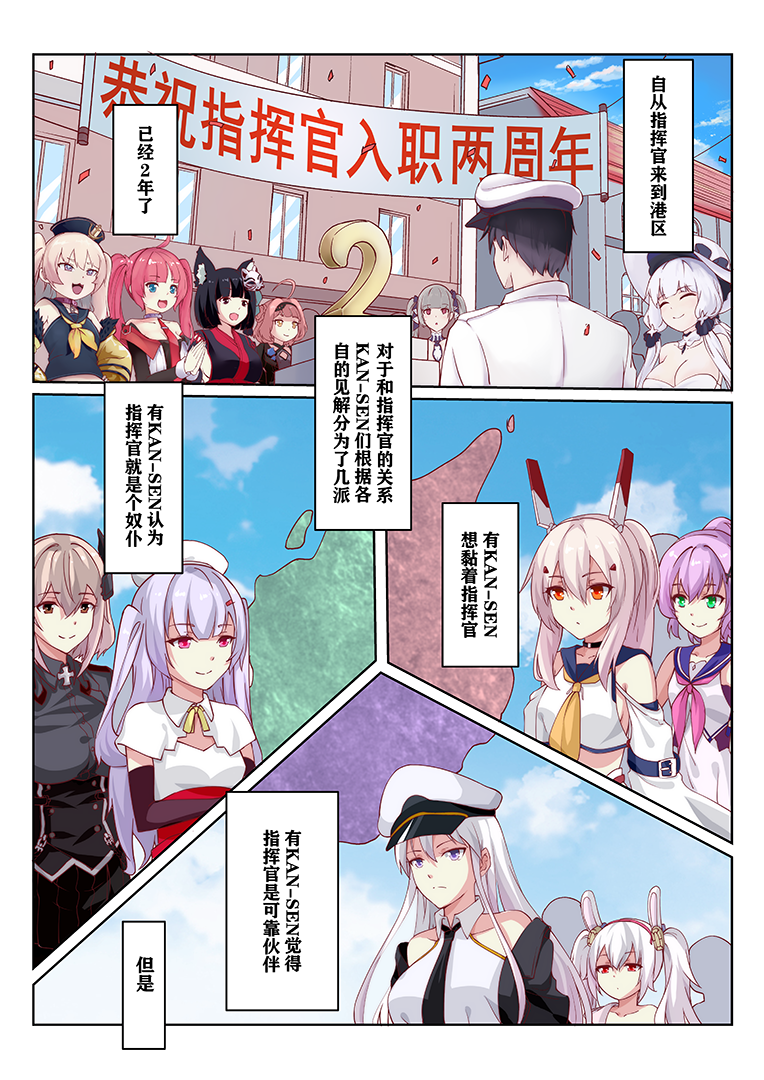 恭祝指挥官入职两周年
自从指挥官来到港区
已经2年了
2
对于和指挥官的关系
KAN-SEN们根据各
自的见解分为了几派
有KAN-SEN认为
指挥官就是个奴仆
有KAN-SEN
想黏着指挥官
有KAN-SEN觉得
指挥官是可靠伙伴
但是